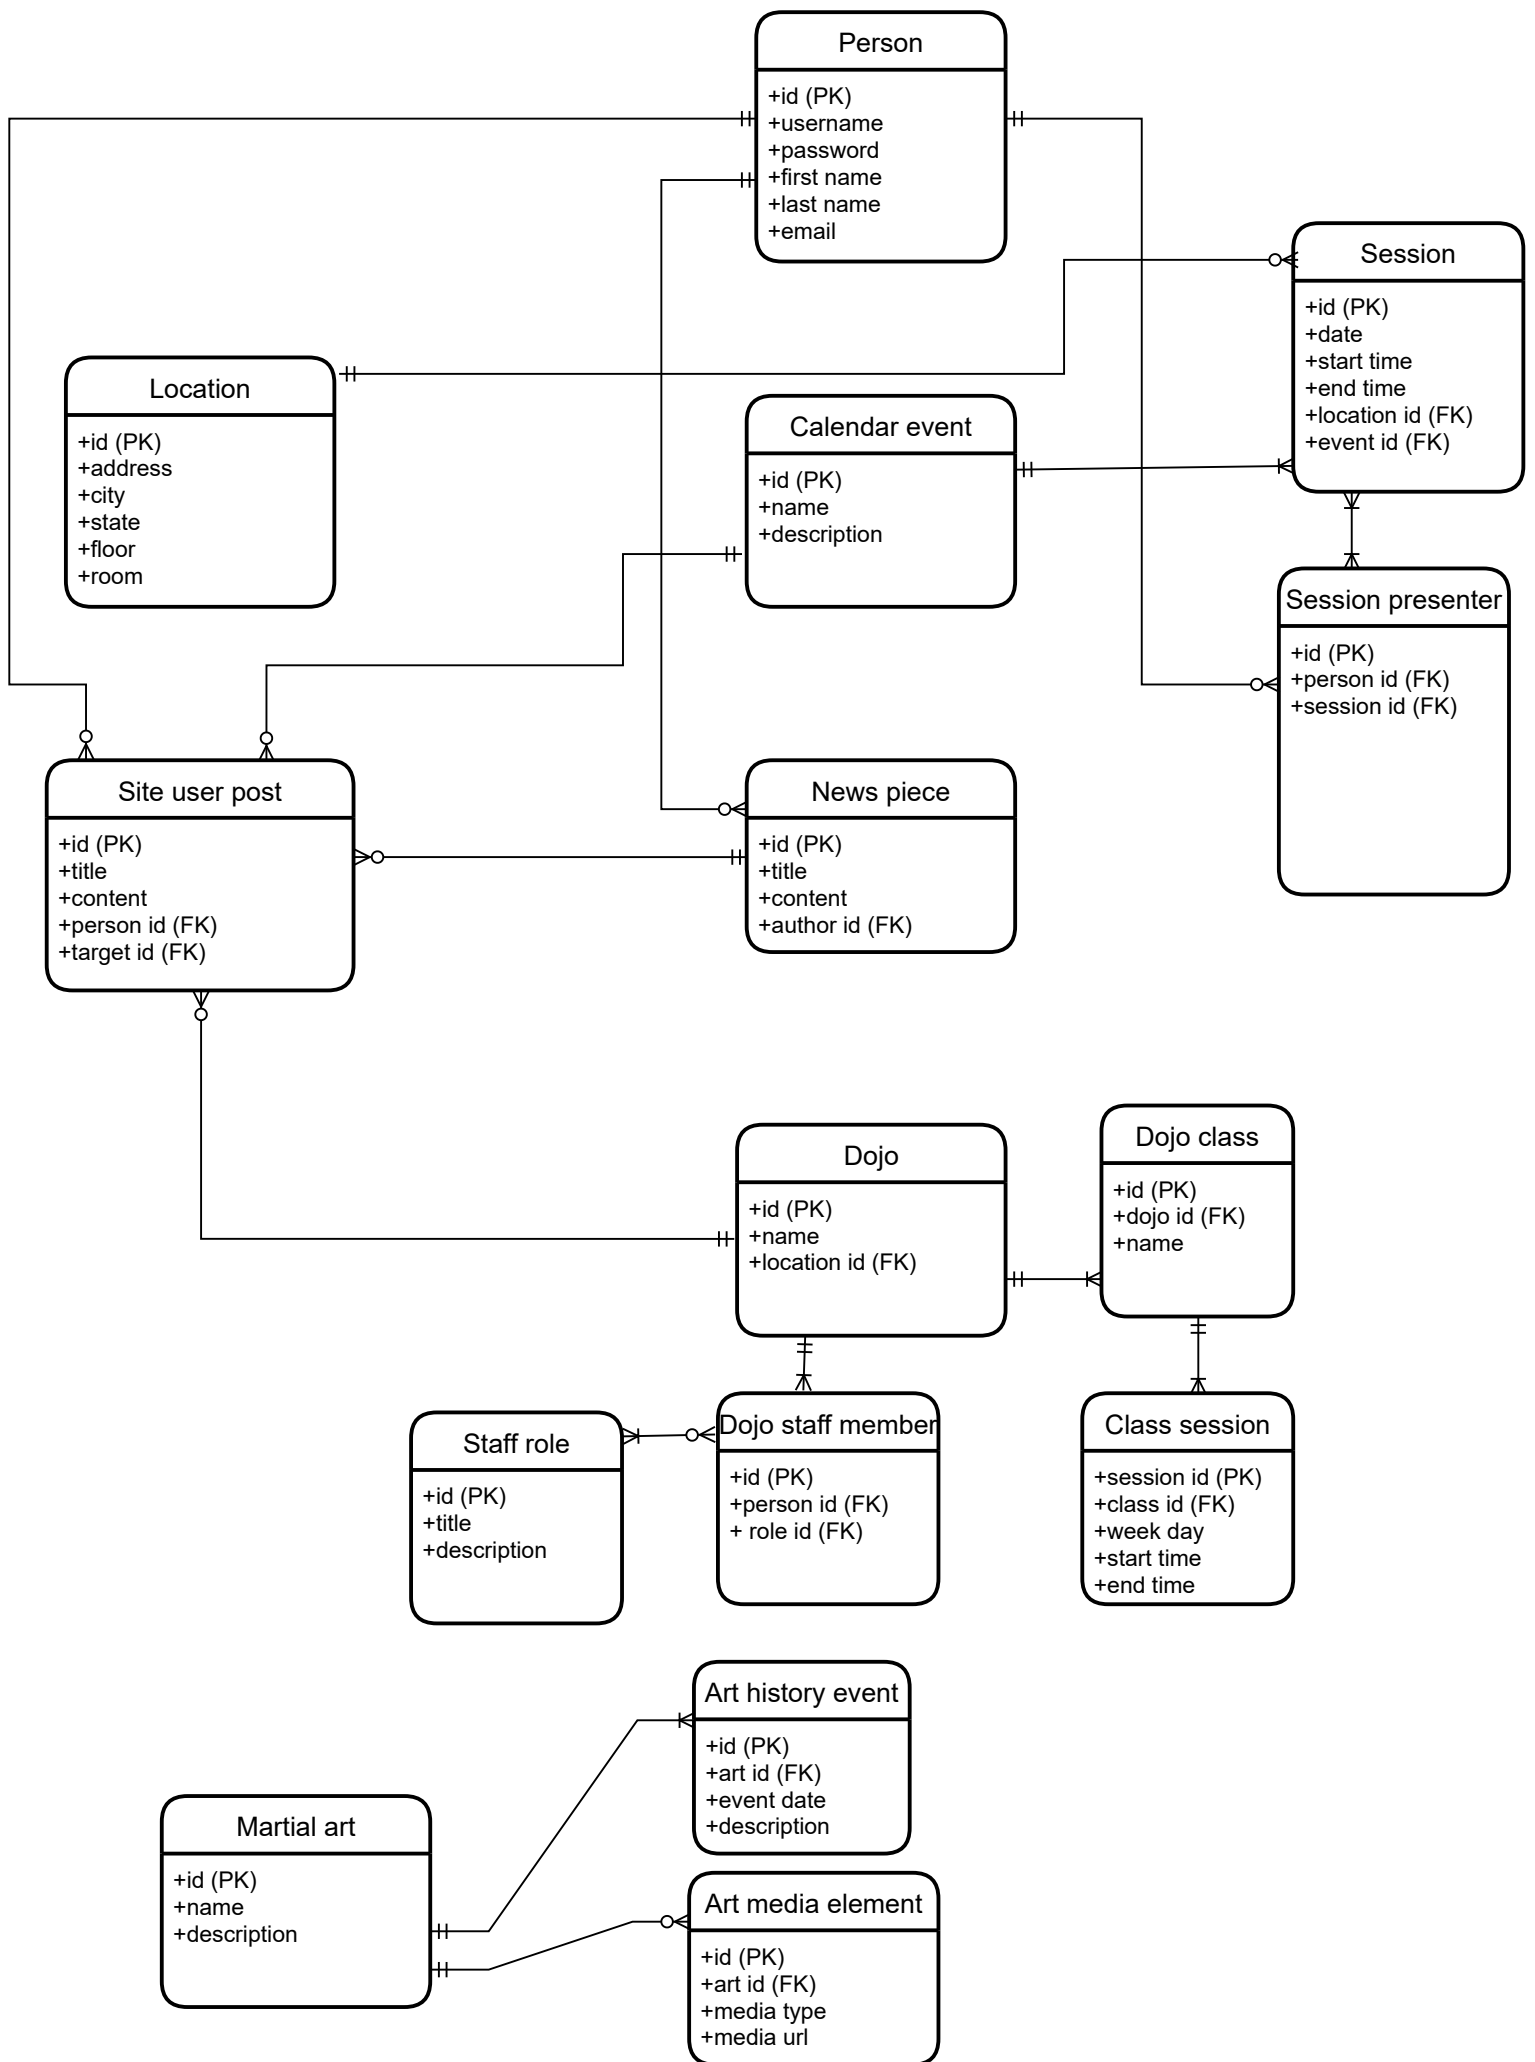 Person
+id (PK)
+username
+password
+first name
+last name
+email
Session
+id (PK)
+date
+start time
+end time
+location id (FK)
+event id (FK)
Location
+id (PK)
+address
+city
+state
+floor
+room
Calendar event
+id (PK)
+name
+description
Session presenter
+id (PK)
+person id (FK)
+session id (FK)
Site user post
+id (PK)
+title
+content
+person id (FK)
+target id (FK)
News piece
+id (PK)
+title
+content
+author id (FK)
Dojo
+id (PK)
+name
+location id (FK)
Dojo class
+id (PK)
+dojo id (FK)
+name
Staff role
+id (PK)
+title
+description
Dojo staff member
+id (PK)
+person id (FK)
+ role id (FK)
Class session
+session id (PK)
+class id (FK)
+week day
+start time
+end time
Art history event
+id (PK)
+art id (FK)
+event date
+description
Martial art
+id (PK)
+name
+description
Art media element
+id (PK)
+art id (FK)
+media type
+media url